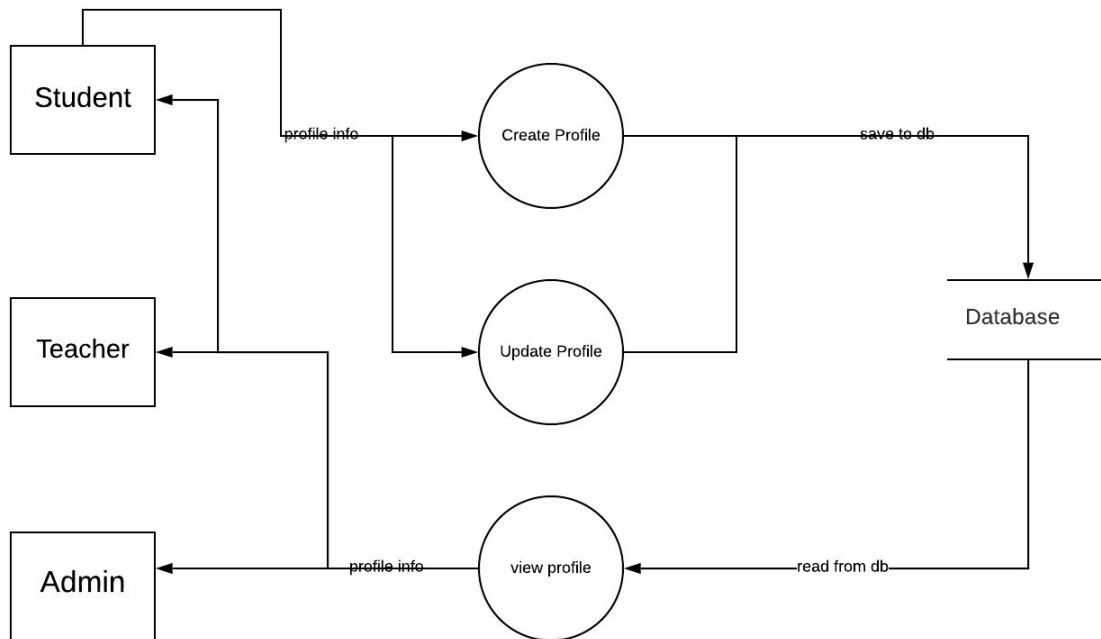 Student
profile info
Create Profile
save to db
Teacher
Update Profile
Database
Admin
profile info
view profile
read from db